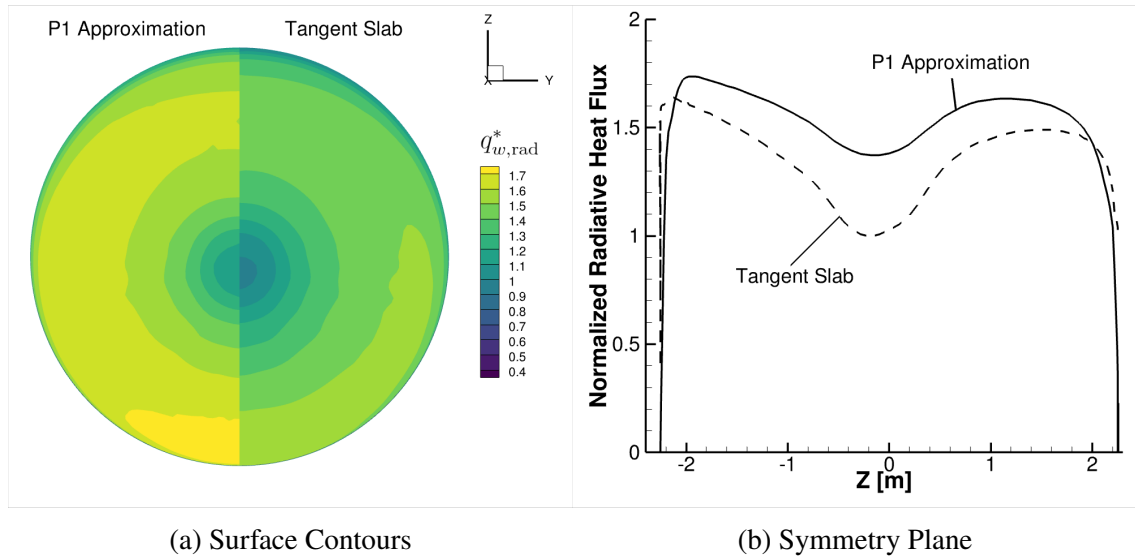 P1 Approximation
Tangent Slab
Z
X
Y
q*w,rad
1.7
1.6
1.5
1.4
1.3
1.2
1.1
1
0.9
0.8
0.7
0.6
0.5
0.4
(a) Surface Contours
Normalized Radiative Heat Flux
2
1.5
1
0.5
0
P1 Approximation
Tangent Slab
-2
-1
0
1
2
Z [m]
(b) Symmetry Plane